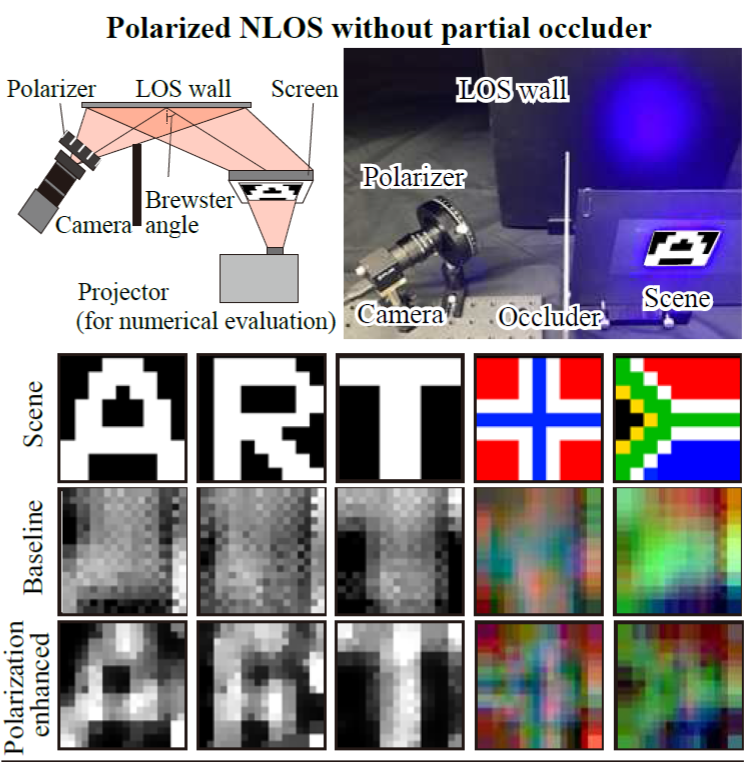 Polarized NLOS without partial occluder
Polarizer
LOS wall
Screen
Camera
Brewster
angle
Projector
(for numerical evaluation)
LOS wall
Polarizer
Camera
Occluder
Scene
Scene
Baseline
Polarization
enhanced